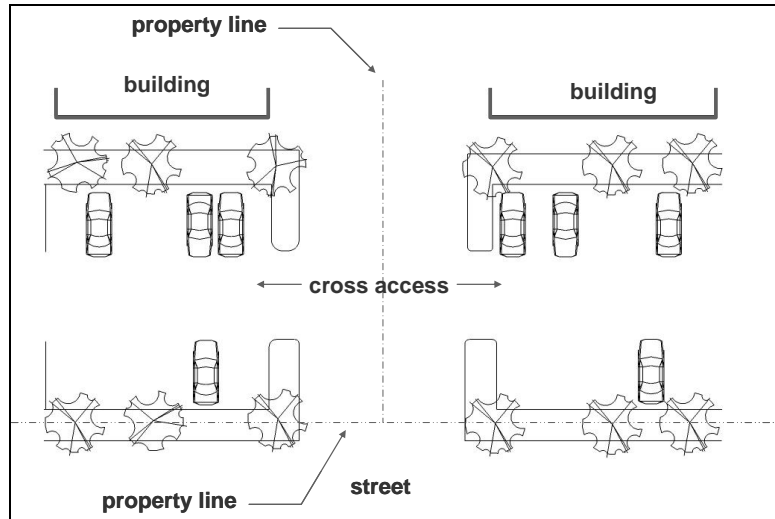 property line
building
building
cross access
property line
street